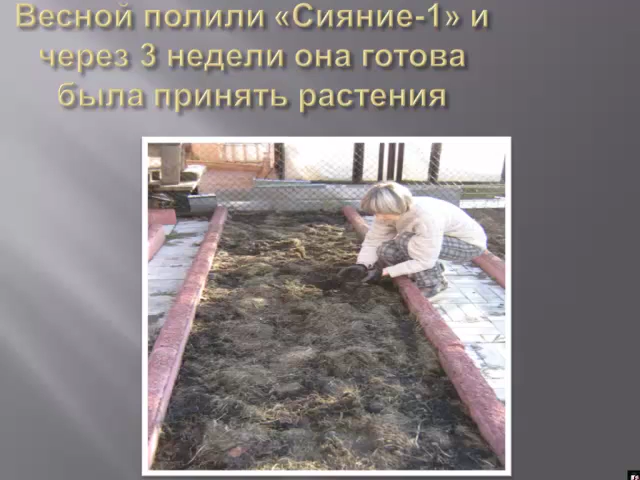 Весной полили «Сияние-1» и
через 3 недели она готова
была принять растения